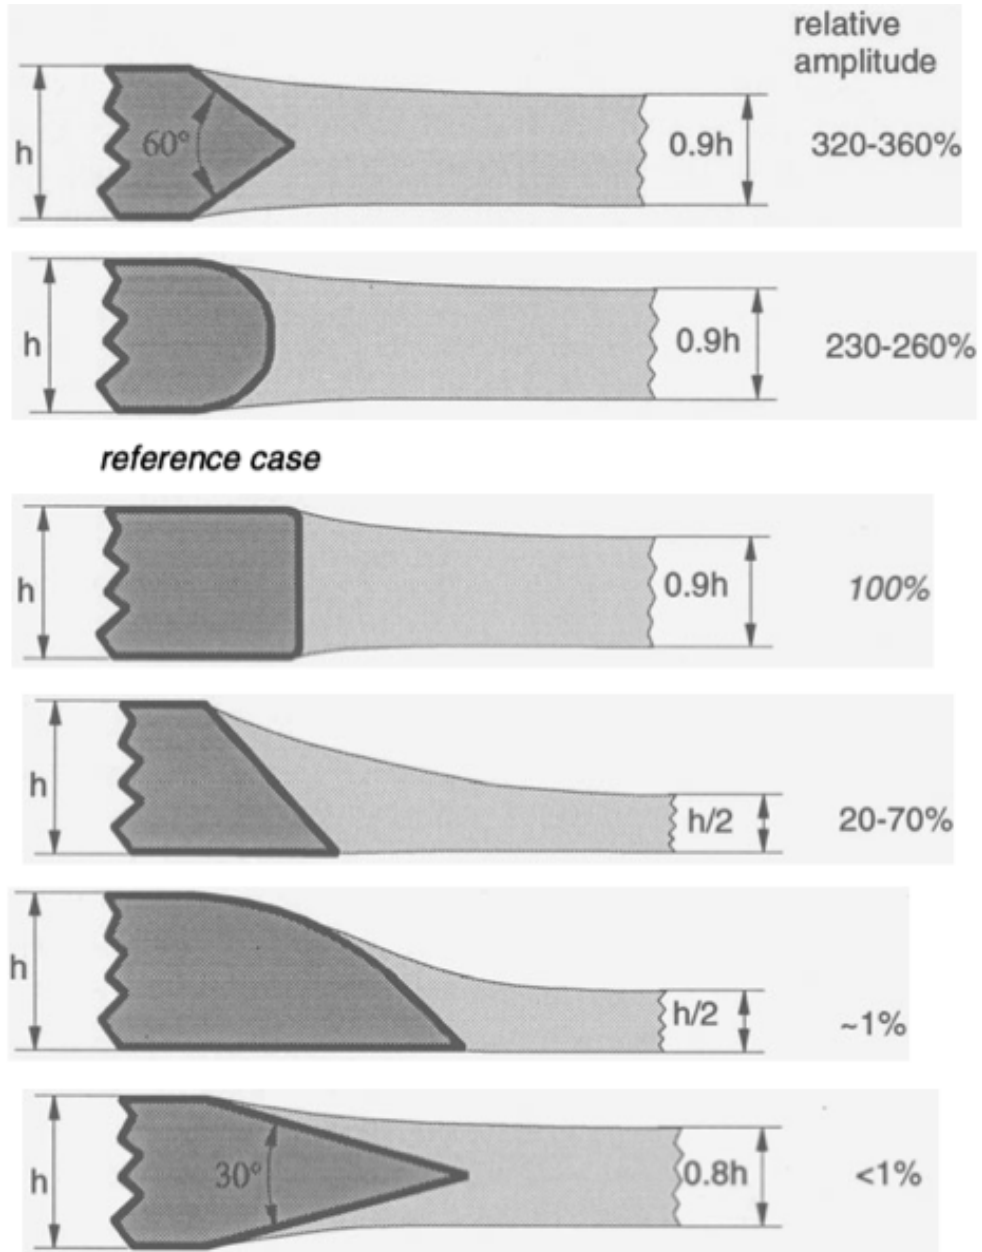 relative
amplitude
h
60°
0.9h
320-360%
h
0.9h
230-260%
reference case
h
0.9h
100%
h
h/2
20-70%
h
h/2
~1%
h
30°
0.8h
<1%